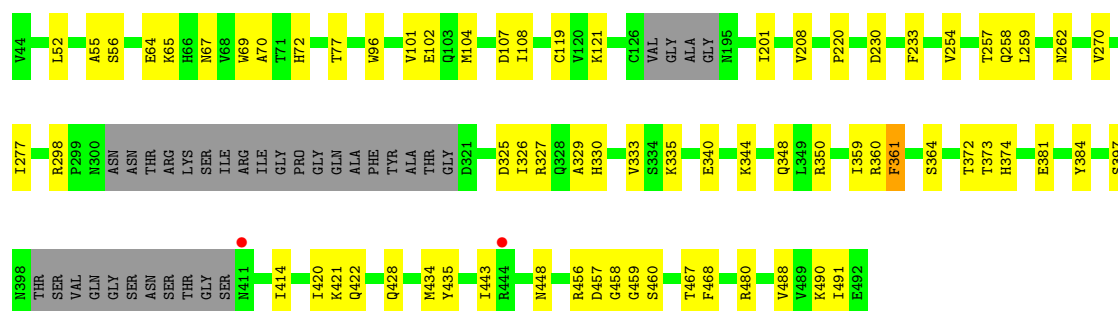 V44 L52 A55 S56 E64 K65 H66 N67 V68 W69 A70 T71 H72 T77 W96 V101 E102 Q103 M104 D107 I108 C119 V120 K121 C126 VAL GLY ALA GLY N195 I201 V208 P220 D230 F233 V254 T257 Q258 L259 N262 V270
I277 R298 P299 N300 ASN ASN THR ARG LYS SER ILE ARG ILE GLY PRO GLY GLN ALA PHE TYR ALA THR GLY D321 D325 I326 R327 Q328 A329 H330 V333 S334 K335 E340 K344 Q348 L349 R350 I359 R360 F361 S364 T372 T373 H374 E381 Y384
N398 THR SER VAL GLN GLY SER ASN SER THR GLY SER N411 I414 I420 K421 Q422 Q428 M434 Y435 I443 R444 N448 R456 D457 G458 G459 S460 T467 F468 R480 V488 V489 K490 I491 E492